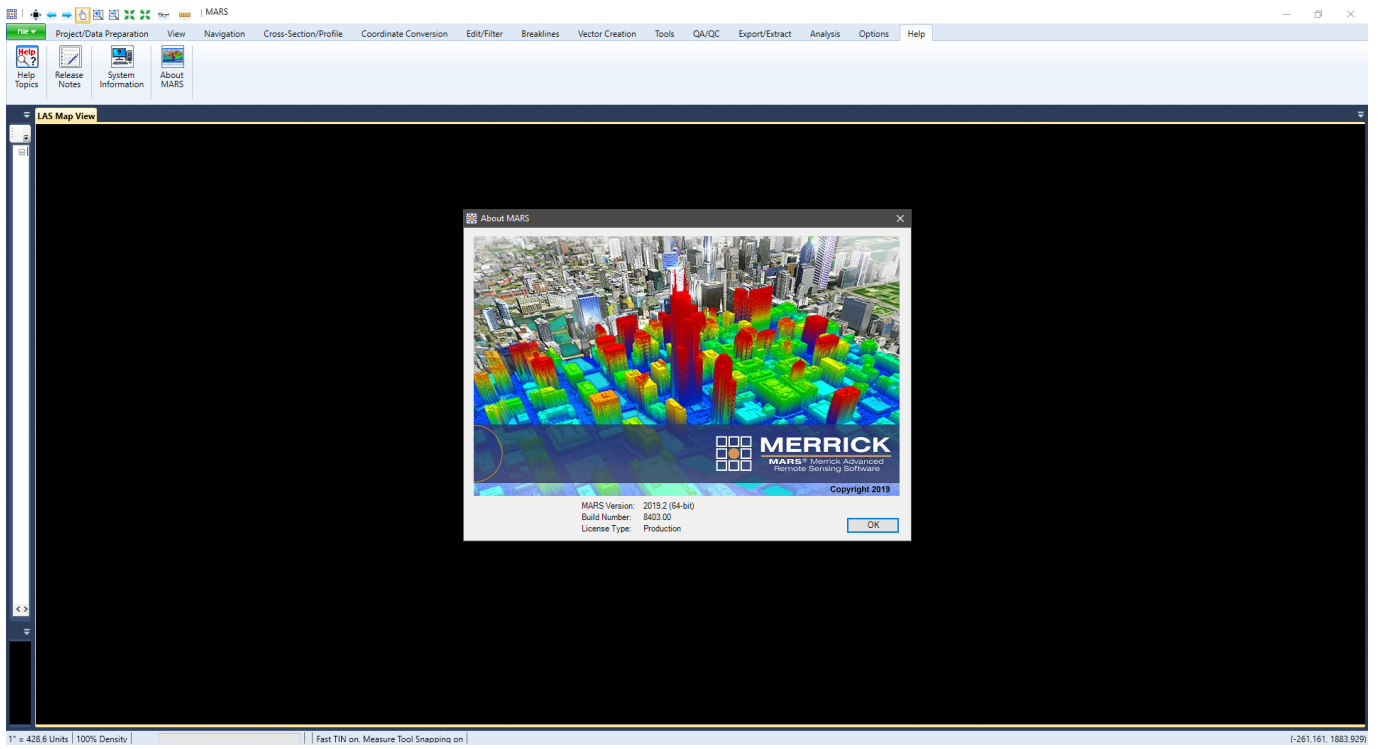 MARS
File
Project/Data Preparation View Navigation Cross-Section/Profile Coordinate Conversion Edit/Filter Breaklines Vector Creation Tools QA/QC Export/Extract Analysis Options Help
Help
?
Help Topics
Release Notes
System Information
About MARS
LAS Map View
About MARS
MERRICK
MARS® Merrick Advanced
Remote Sensing Software
Copyright 2019
MARS Version: 2019.2 (64-bit)
Build Number: 8403.00
License Type: Production
OK
1" = 428.6 Units 100% Density Fast TIN on, Measure Tool Snapping on (-261.161, 1883.929)